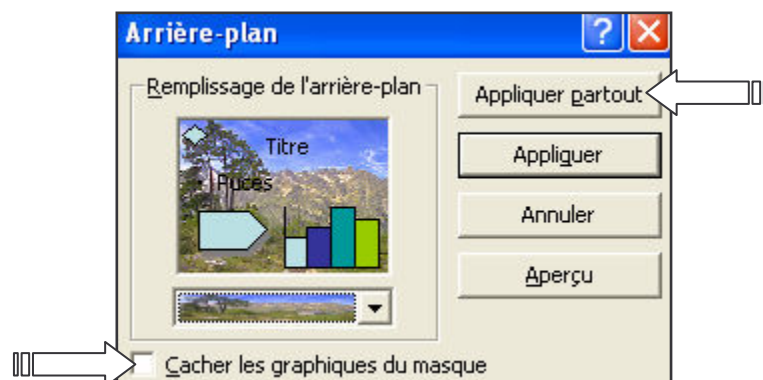 Arrière-plan
Remplissage de l'arrière-plan
Titre
Puces
Appliquer partout
Appliquer
Annuler
Aperçu
Cacher les graphiques du masque